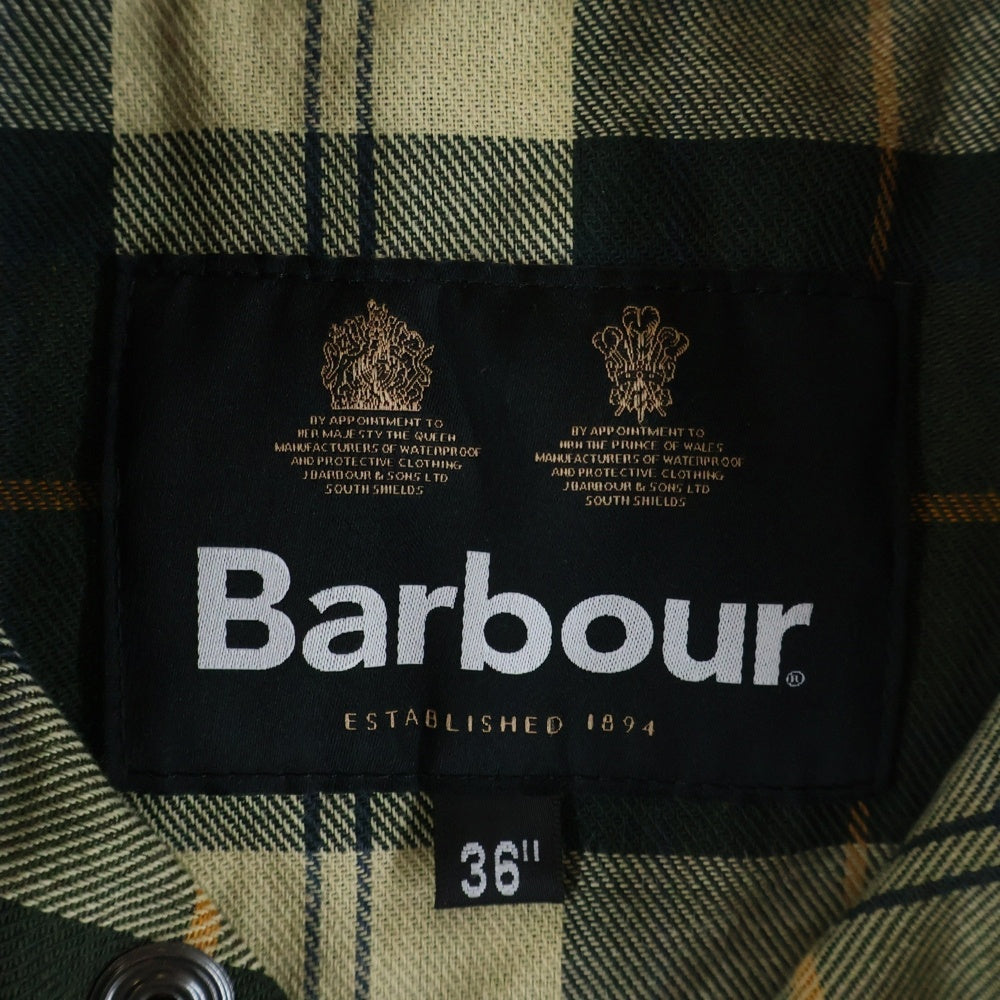 BY APPOINTMENT TO
HER MAJESTY THE QUEEN
MANUFACTURERS OF WATERPROOF
AND PROTECTIVE CLOTHING
J BARBOUR & SONS LTD
SOUTH SHIELDS
BY APPOINTMENT TO
HRH THE PRINCE OF WALES
MANUFACTURERS OF WATERPROOF
AND PROTECTIVE CLOTHING
J BARBOUR & SONS LTD
SOUTH SHIELDS
Barbour®
ESTABLISHED 1894
36"